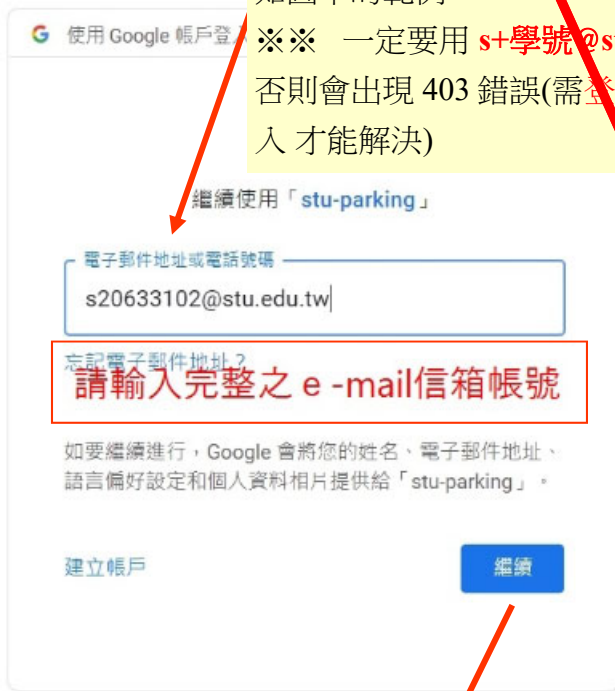 使用 Google 帳戶登入
※※ 一定要用 s+學號@s
否則會出現 403 錯誤(需登
入 才能解決)
繼續使用「stu-parking」
電子郵件地址或電話號碼
s20633102@stu.edu.tw
忘記電子郵件地址？
請輸入完整之 e -mail信箱帳號
如要繼續進行，Google 會將您的姓名、電子郵件地址、
語言偏好設定和個人資料相片提供給「stu-parking」。
建立帳戶
繼續